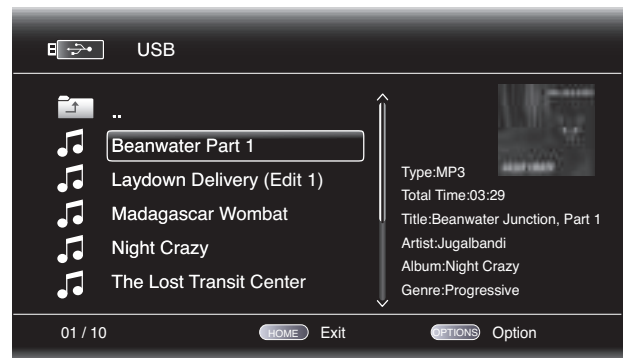 USB
..
Beanwater Part 1
Laydown Delivery (Edit 1)
Madagascar Wombat
Night Crazy
The Lost Transit Center
Type:MP3
Total Time:03:29
Title:Beanwater Junction, Part 1
Artist:Jugalbandi
Album:Night Crazy
Genre:Progressive
01 / 10
HOME Exit
OPTIONS Option